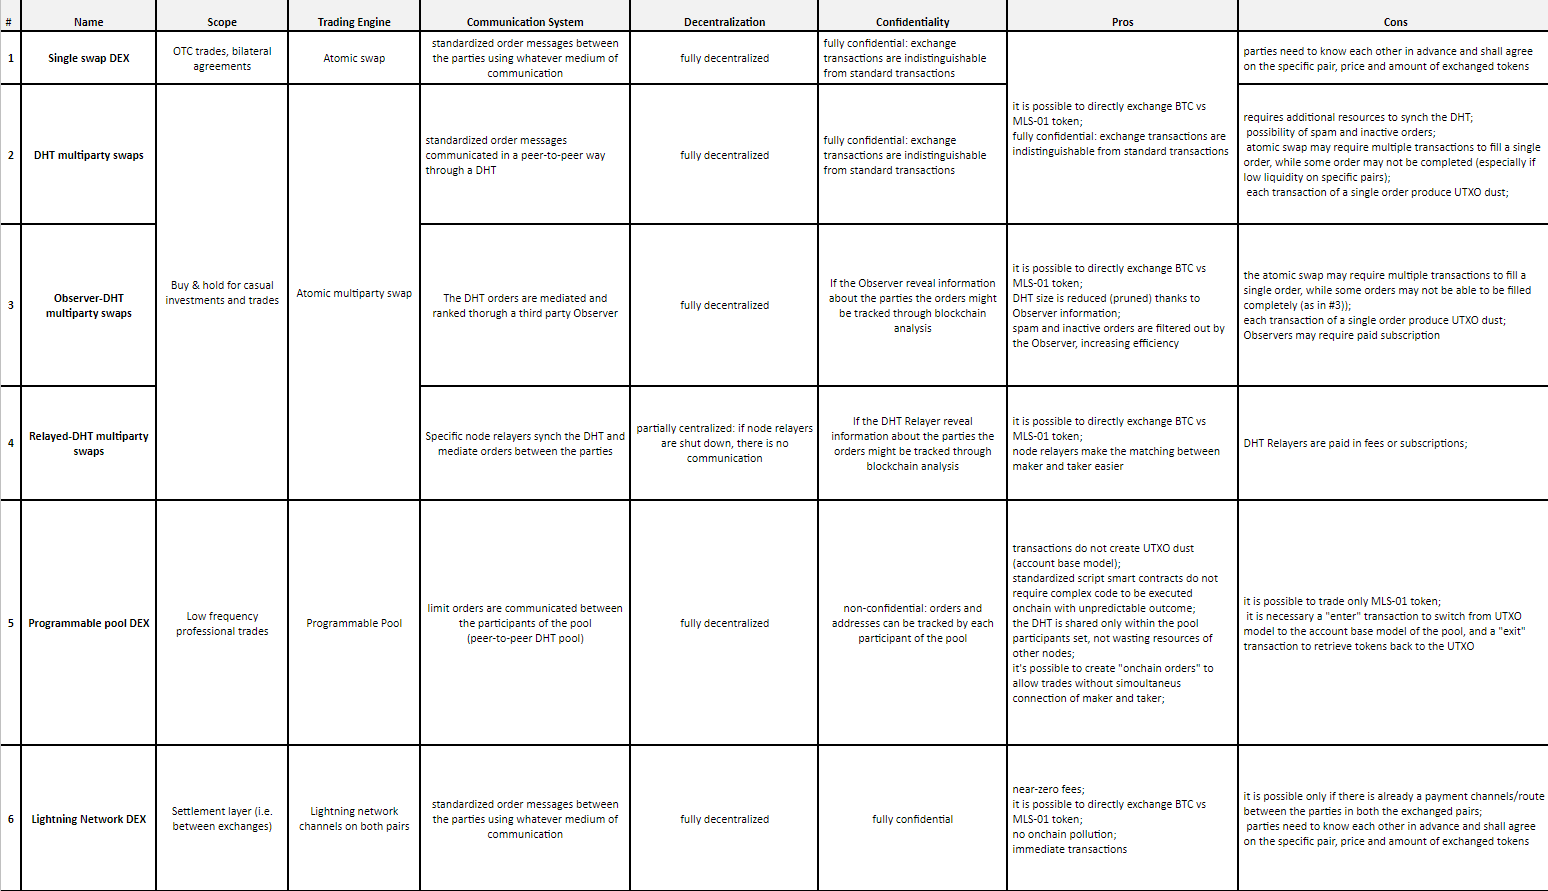 # Name Scope Trading Engine Communication System Decentralization Confidentiality Pros Cons
1
Single swap DEX
OTC trades, bilateral
agreements
Atomic swap
standardized order messages between
the parties using whatever medium of
communication
fully decentralized
fully confidential: exchange
transactions are indistinguishable
from standard transactions
it is possible to directly exchange BTC vs
MLS-01 token;
fully confidential: exchange transactions are
indistinguishable from standard transactions
parties need to know each other in advance and shall agree
on the specific pair, price and amount of exchanged tokens
2
DHT multiparty swaps
Buy & hold for casual
investments and trades
Atomic multiparty swap
standardized order messages
communicated in a peer-to-peer way
through a DHT
fully decentralized
fully confidential: exchange
transactions are indistinguishable
from standard transactions
requires additional resources to synch the DHT;
possibility of spam and inactive orders;
atomic swap may require multiple transactions to fill a single
order, while some order may not be completed (especially if
low liquidity on specific pairs);
each transaction of a single order produce UTXO dust;
3
Observer-DHT
multiparty swaps
The DHT orders are mediated and
ranked thorugh a third party Observer
fully decentralized
If the Observer reveal information
about the parties the orders might
be tracked through blockchain
analysis
it is possible to directly exchange BTC vs
MLS-01 token;
DHT size is reduced (pruned) thanks to
Observer information;
spam and inactive orders are filtered out by
the Observer, increasing efficiency
the atomic swap may require multiple transactions to fill a
single order, while some orders may not be able to be filled
completely (as in #3));
each transaction of a single order produce UTXO dust;
Observers may require paid subscription
4
Relayed-DHT multiparty
swaps
Specific node relayers synch the DHT and
mediate orders between the parties
partially centralized: if node relayers
are shut down, there is no
communication
If the DHT Relayer reveal
information about the parties the
orders might be tracked through
blockchain analysis
it is possible to directly exchange BTC vs
MLS-01 token;
node relayers make the matching between
maker and taker easier
DHT Relayers are paid in fees or subscriptions;
5
Programmable pool DEX
Low frequency
professional trades
Programmable Pool
limit orders are communicated between
the participants of the pool
(peer-to-peer DHT pool)
fully decentralized
non-confidential: orders and
addresses can be tracked by each
participant of the pool
transactions do not create UTXO dust
(account base model);
standardized script smart contracts do not
require complex code to be executed
onchain with unpredictable outcome;
the DHT is shared only within the pool
participants set, not wasting resources of
other nodes;
it's possible to create "onchain orders" to
allow trades without simoultaneus
connection of maker and taker;
it is possible to trade only MLS-01 token;
it is necessary a "enter" transaction to switch from UTXO
model to the account base model of the pool, and a "exit"
transaction to retrieve tokens back to the UTXO
6
Lightning Network DEX
Settlement layer (i.e.
between exchanges)
Lightning network
channels on both pairs
standardized order messages between
the parties using whatever medium of
communication
fully decentralized
fully confidential
near-zero fees;
it is possible to directly exchange BTC vs
MLS-01 token;
no onchain pollution;
immediate transactions
it is possible only if there is already a payment channels/route
between the parties in both the exchanged pairs;
parties need to know each other in advance and shall agree
on the specific pair, price and amount of exchanged tokens